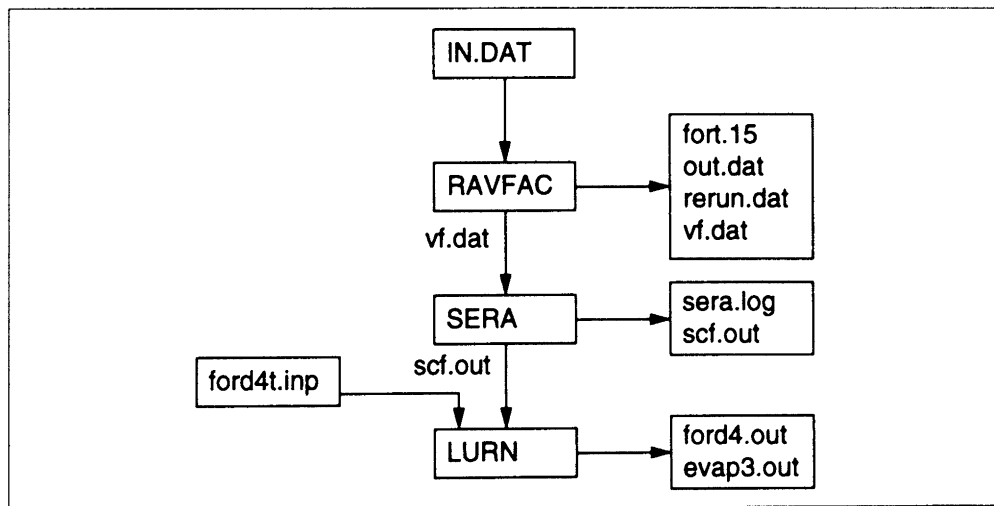 IN.DAT
RAVFAC
fort.15
out.dat
rerun.dat
vf.dat
vf.dat
SERA
sera.log
scf.out
scf.out
ford4t.inp
LURN
ford4.out
evap3.out